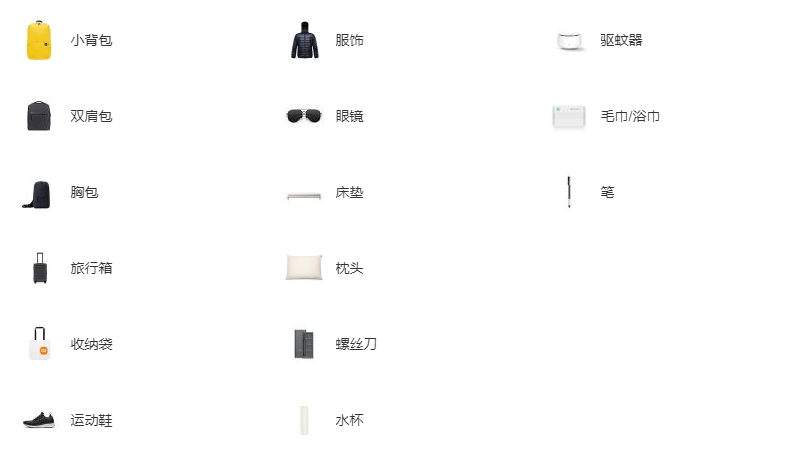 小背包
双肩包
胸包
旅行箱
收纳袋
运动鞋
服饰
眼镜
床垫
枕头
螺丝刀
水杯
驱蚊器
毛巾/浴巾
笔